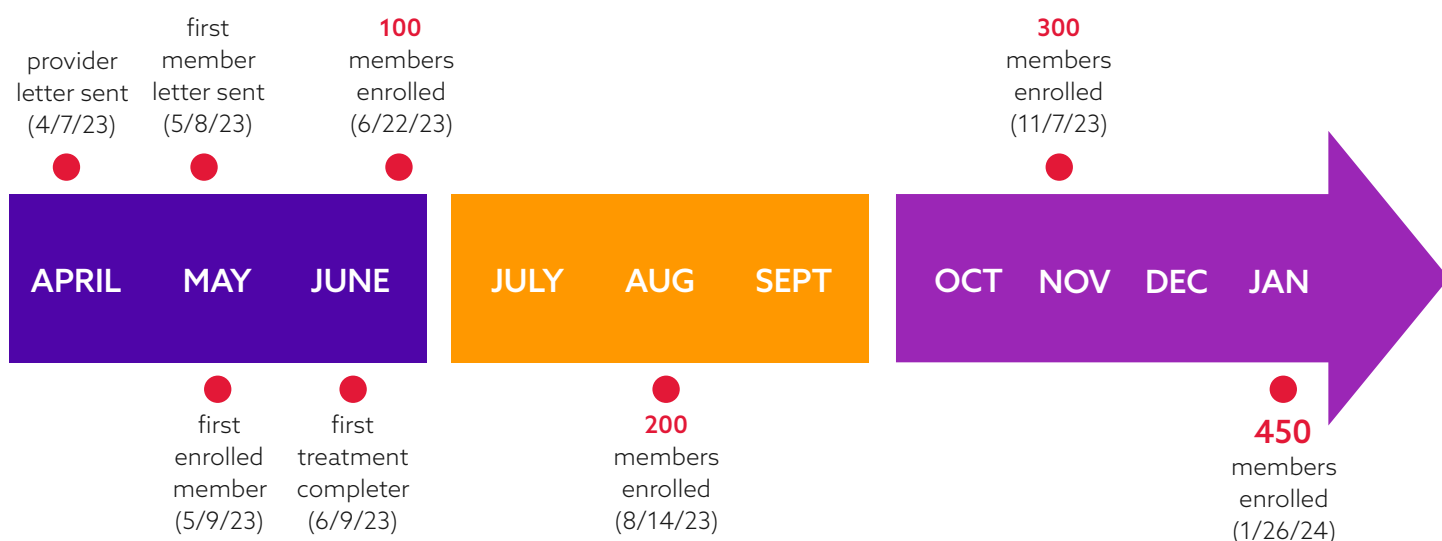 provider
letter sent
(4/7/23)
first
member
letter sent
(5/8/23)
100
members
enrolled
(6/22/23)
300
members
enrolled
(11/7/23)
APRIL
MAY
JUNE
JULY
AUG
SEPT
OCT
NOV
DEC
JAN
first
enrolled
member
(5/9/23)
first
treatment
completer
(6/9/23)
200
members
enrolled
(8/14/23)
450
members
enrolled
(1/26/24)